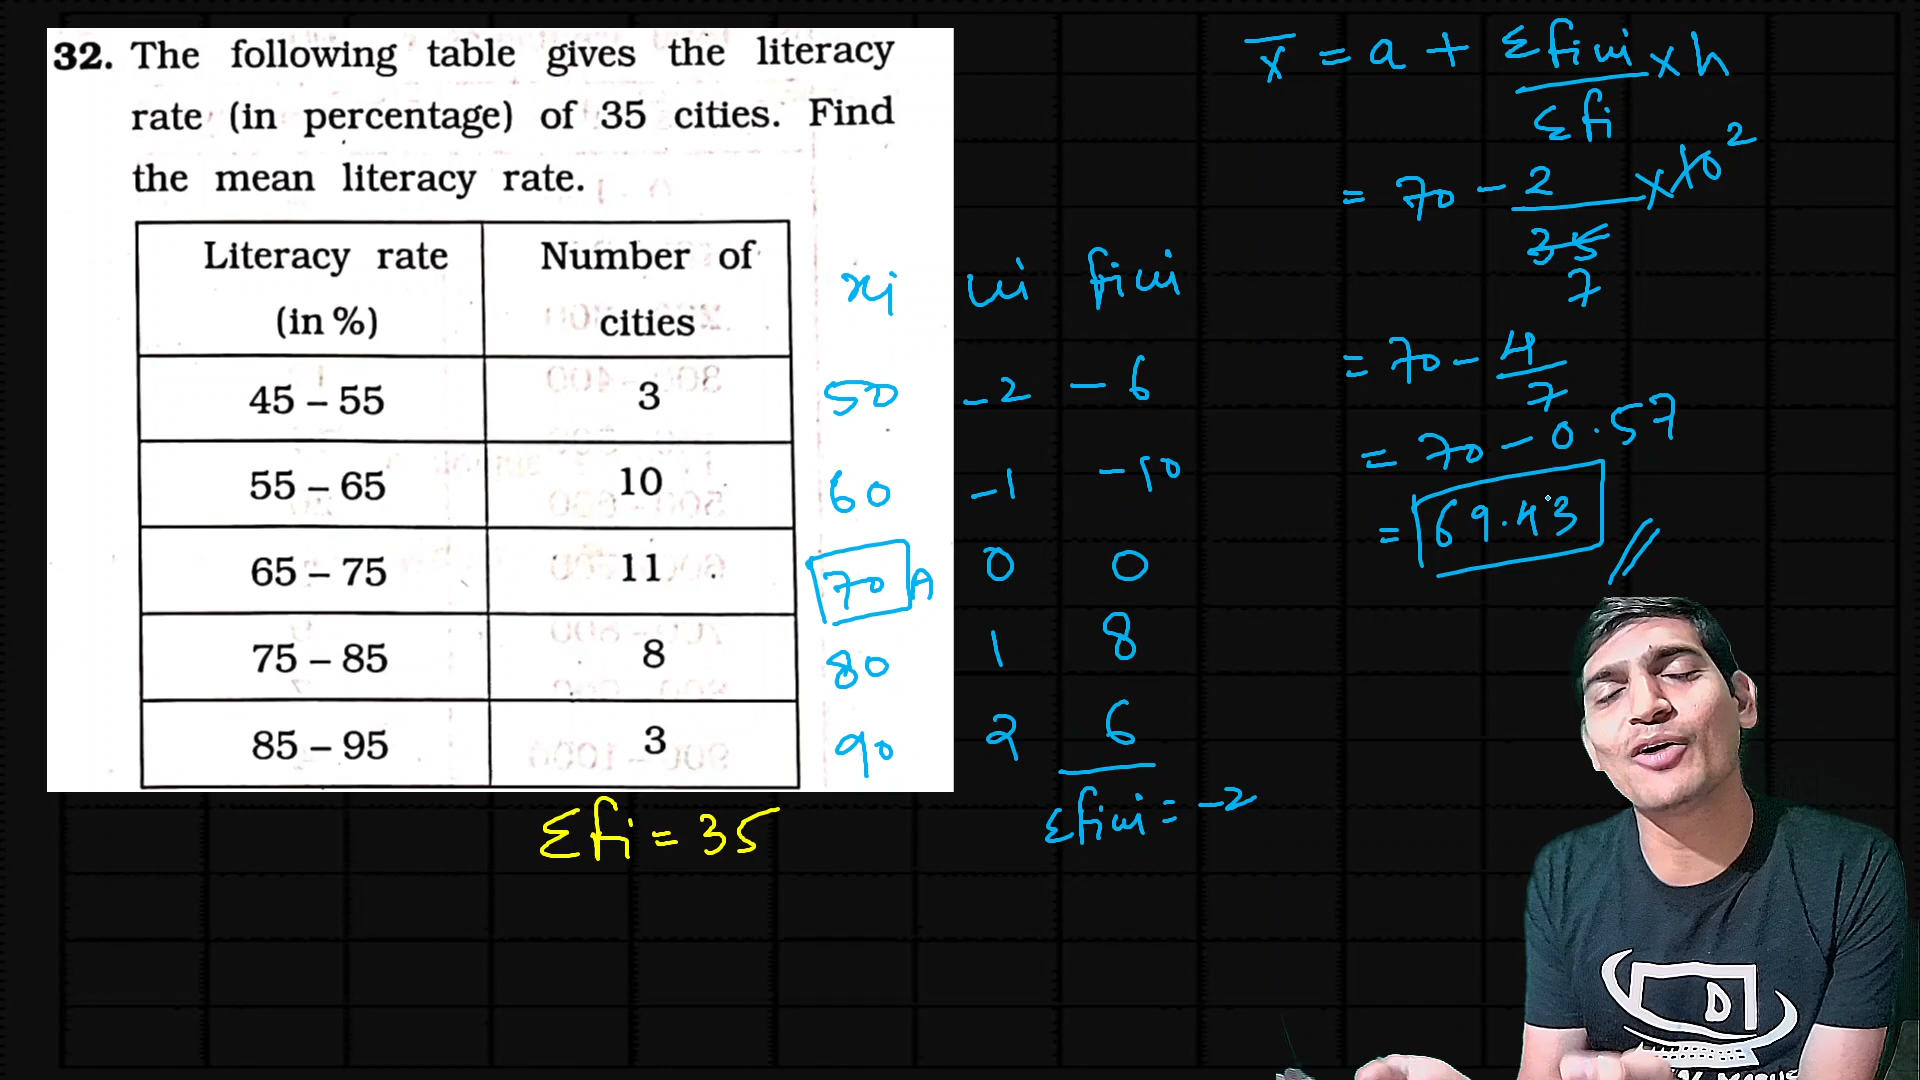 32. The following table gives the literacy
rate (in percentage) of 35 cities. Find
the mean literacy rate.
Literacy rate (in %) Number of cities xi ui fiui
45 – 55 3 50 -2 -6
55 – 65 10 60 -1 -10
65 – 75 11 70 A 0 0
75 – 85 8 80 1 8
85 – 95 3 90 2 6
Σfi = 35
Σfiui = -2
x̄ = a + Σfiui / Σfi × h
= 70 - 2 / 35 × 10 2
7
= 70 - 4 / 7
= 70 - 0.57
= 69.43
D